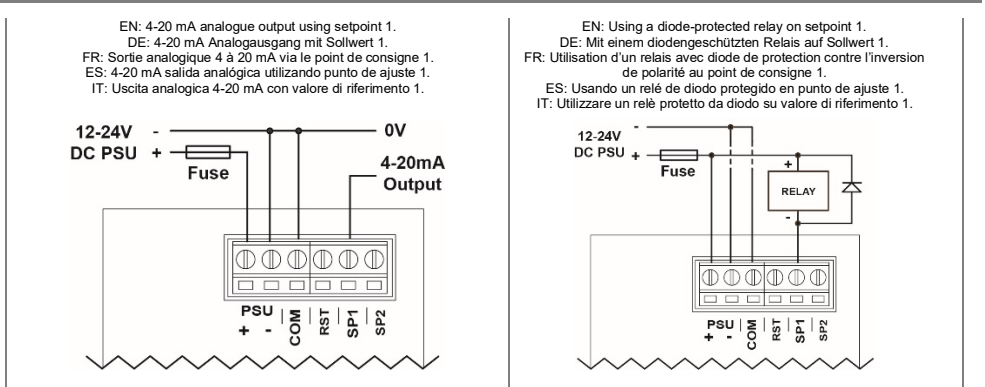 EN: 4-20 mA analogue output using setpoint 1.
DE: 4-20 mA Analogausgang mit Sollwert 1.
FR: Sortie analogique 4 à 20 mA via le point de consigne 1.
ES: 4-20 mA salida analógica utilizando punto de ajuste 1.
IT: Uscita analogica 4-20 mA con valore di riferimento 1.
12-24V -
DC PSU +
Fuse
0V
4-20mA
Output
PSU
+ -
COM
RST
SP1
SP2
EN: Using a diode-protected relay on setpoint 1.
DE: Mit einem diodengeschützten Relais auf Sollwert 1.
FR: Utilisation d'un relais avec diode de protection contre l'inversion
de polarité au point de consigne 1.
ES: Usando un relé de diodo protegido en punto de ajuste 1.
IT: Utilizzare un relè protetto da diodo su valore di riferimento 1.
12-24V -
DC PSU +
Fuse
+
RELAY
-
PSU
+ -
COM
RST
SP1
SP2